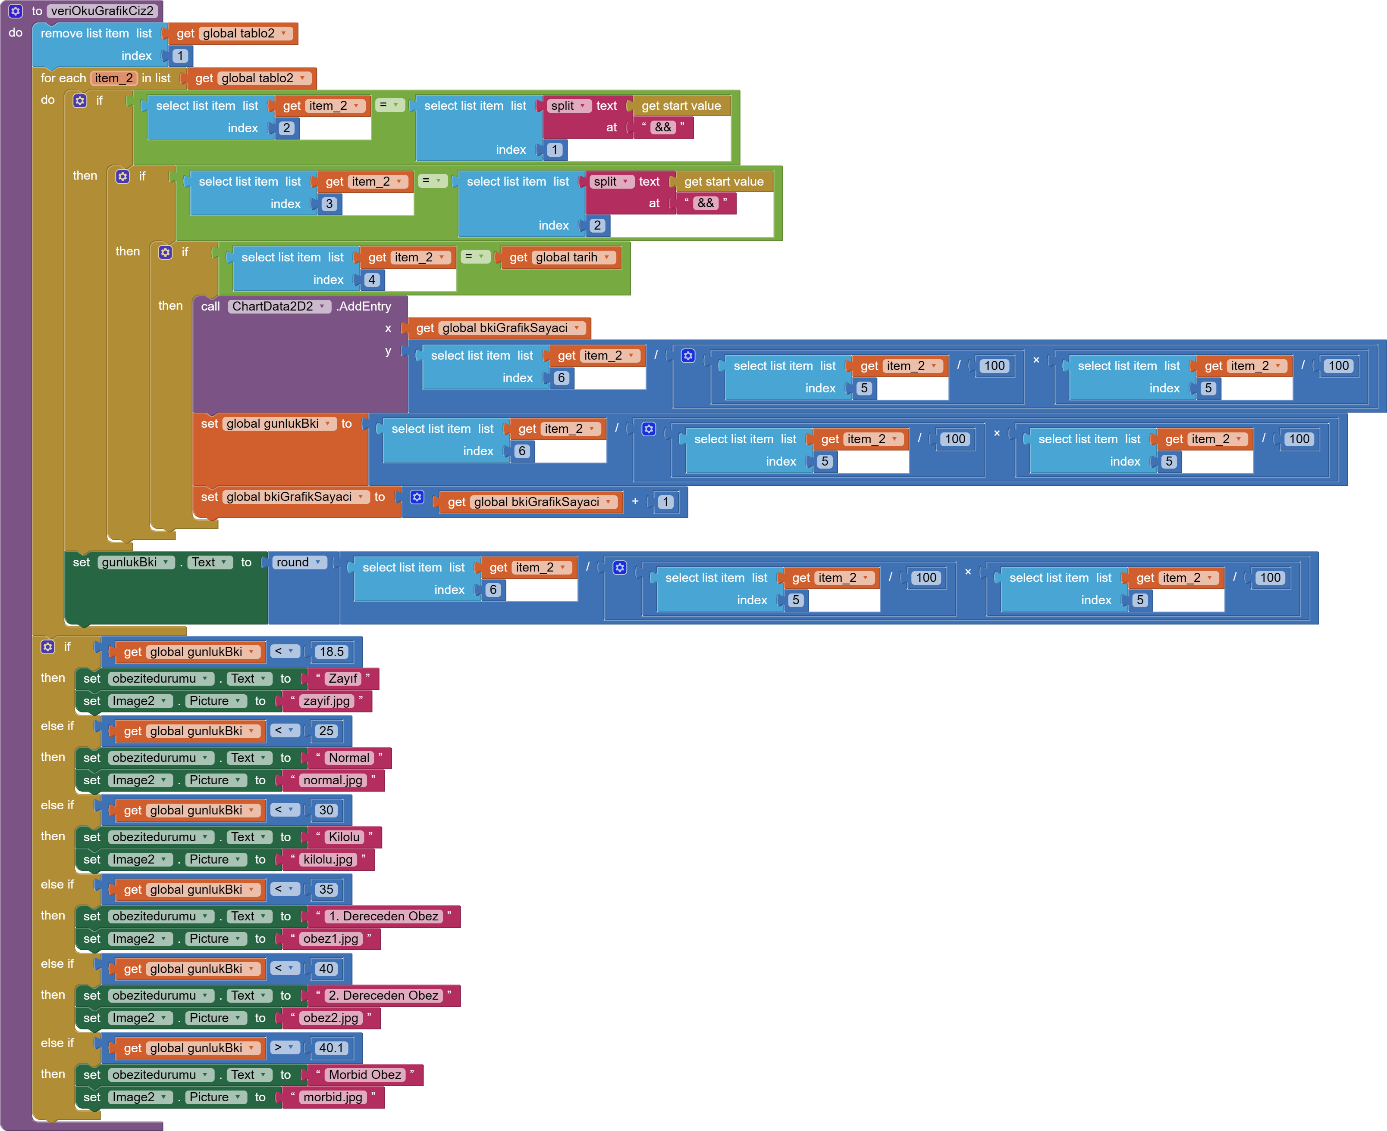 to veriOkuGrafikCiz2
do remove list item list get global tablo2
index 1
for each item_2 in list get global tablo2
do if select list item list get item_2 = select list item list split text get start value
index 2 at “ && ”
index 1
then if select list item list get item_2 = select list item list split text get start value
index 3 at “ && ”
index 2
then if select list item list get item_2 = get global tarih
index 4
then call ChartData2D2 .AddEntry
x get global bkiGrafikSayaci
y select list item list get item_2 / select list item list get item_2 / 100 × select list item list get item_2 / 100
index 6 index 5 index 5
set global gunlukBki to select list item list get item_2 / select list item list get item_2 / 100 × select list item list get item_2 / 100
index 6 index 5 index 5
set global bkiGrafikSayaci to get global bkiGrafikSayaci + 1
set gunlukBki . Text to round select list item list get item_2 / select list item list get item_2 / 100 × select list item list get item_2 / 100
index 6 index 5 index 5
if get global gunlukBki < 18.5
then set obezitedurumu . Text to “ Zayıf ”
set Image2 . Picture to “ zayif.jpg ”
else if get global gunlukBki < 25
then set obezitedurumu . Text to “ Normal ”
set Image2 . Picture to “ normal.jpg ”
else if get global gunlukBki < 30
then set obezitedurumu . Text to “ Kilolu ”
set Image2 . Picture to “ kilolu.jpg ”
else if get global gunlukBki < 35
then set obezitedurumu . Text to “ 1. Dereceden Obez ”
set Image2 . Picture to “ obez1.jpg ”
else if get global gunlukBki < 40
then set obezitedurumu . Text to “ 2. Dereceden Obez ”
set Image2 . Picture to “ obez2.jpg ”
else if get global gunlukBki > 40.1
then set obezitedurumu . Text to “ Morbid Obez ”
set Image2 . Picture to “ morbid.jpg ”